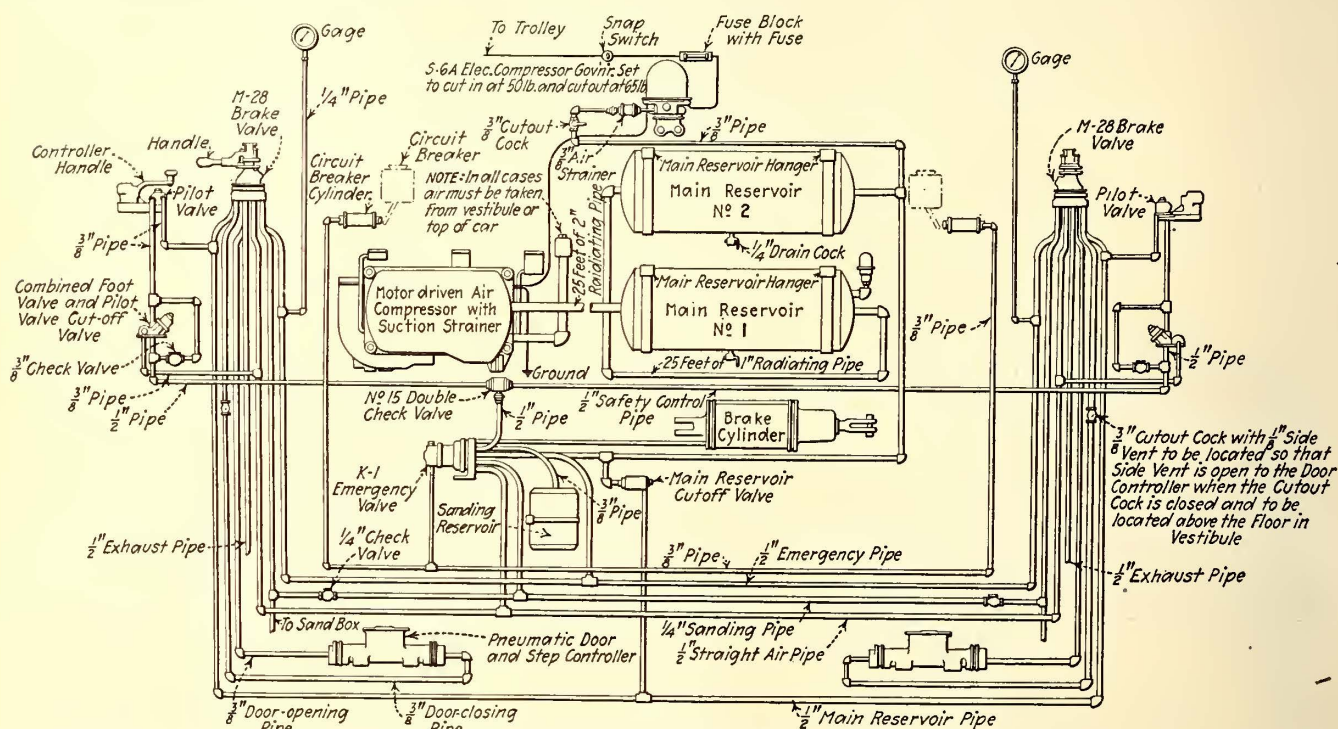 Gage
To Trolley
Snap
Switch
Fuse Block
with Fuse
Gage
S-6A Elec. Compressor Govnr. Set
to cut in at 50 lb. and cut out at 65 lb.
M-28
Brake
Valve
1/4" Pipe
3/8" Cutout
Cock
3/8" Pipe
3/8" Air
Strainer
M-28 Brake
Valve
Controller
Handle
Handle
Pilot
Valve
Circuit
Breaker
Cylinder
Circuit
Breaker
NOTE: In all cases
air must be taken
from vestibule or
top of car
Main Reservoir Hanger
Main Reservoir
No 2
1/4" Drain Cock
Pilot
Valve
3/8" Pipe
25 Feet of 2"
Raidiating Pipe
Combined Foot
Valve and Pilot
Valve Cut-off
Valve
Motor driven Air
Compressor with
Suction Strainer
Main Reservoir Hanger
Main Reservoir
No 1
3/8" Pipe
1/2" Pipe
3/8" Check Valve
Ground
25 Feet of 1" Radiating Pipe
3/8" Pipe
1/2" Pipe
No 15 Double
Check Valve
1/2" Pipe
1/2" Safety Control
Pipe
Brake
Cylinder
3/8" Cutout Cock with 1/8" Side
Vent to be located so that
Side Vent is open to the Door
Controller when the Cutout
Cock is closed and to be
located above the Floor in
Vestibule
K-1
Emergency
Valve
Sanding
Reservoir
3/8" Pipe
Main Reservoir
Cutoff Valve
1/2" Exhaust Pipe
1/4" Check
Valve
3/8" Pipe
1/2" Emergency Pipe
1/2" Exhaust Pipe
To Sand Box
Pneumatic Door
and Step Controller
1/4" Sanding Pipe
1/2" Straight Air Pipe
3/8" Door-opening
Pipe
3/8" Door-closing
Pipe
1/2" Main Reservoir Pipe